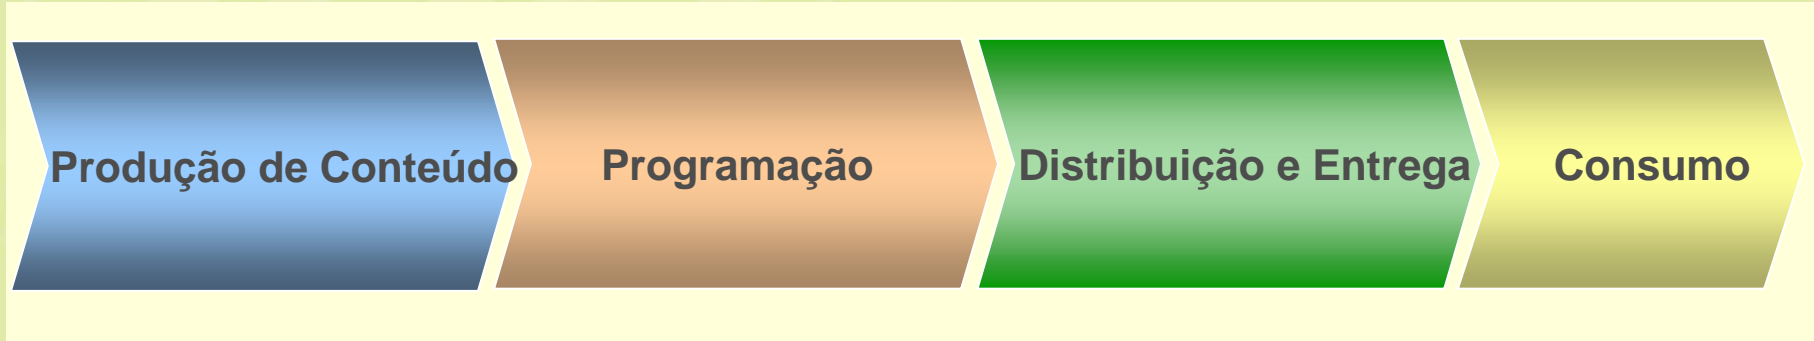 Produção de Conteúdo
Programação
Distribuição e Entrega
Consumo